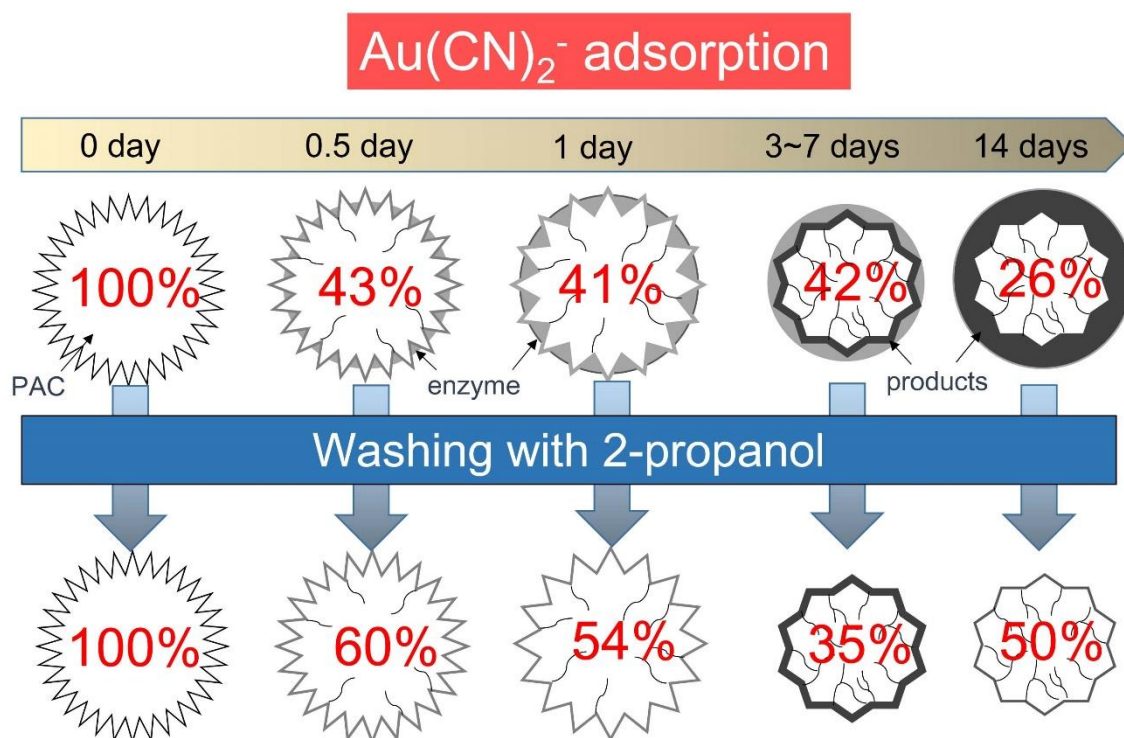 Au(CN)₂⁻ adsorption
0 day
0.5 day
1 day
3~7 days
14 days
100%
43%
41%
42%
26%
PAC
enzyme
products
Washing with 2-propanol
100%
60%
54%
35%
50%